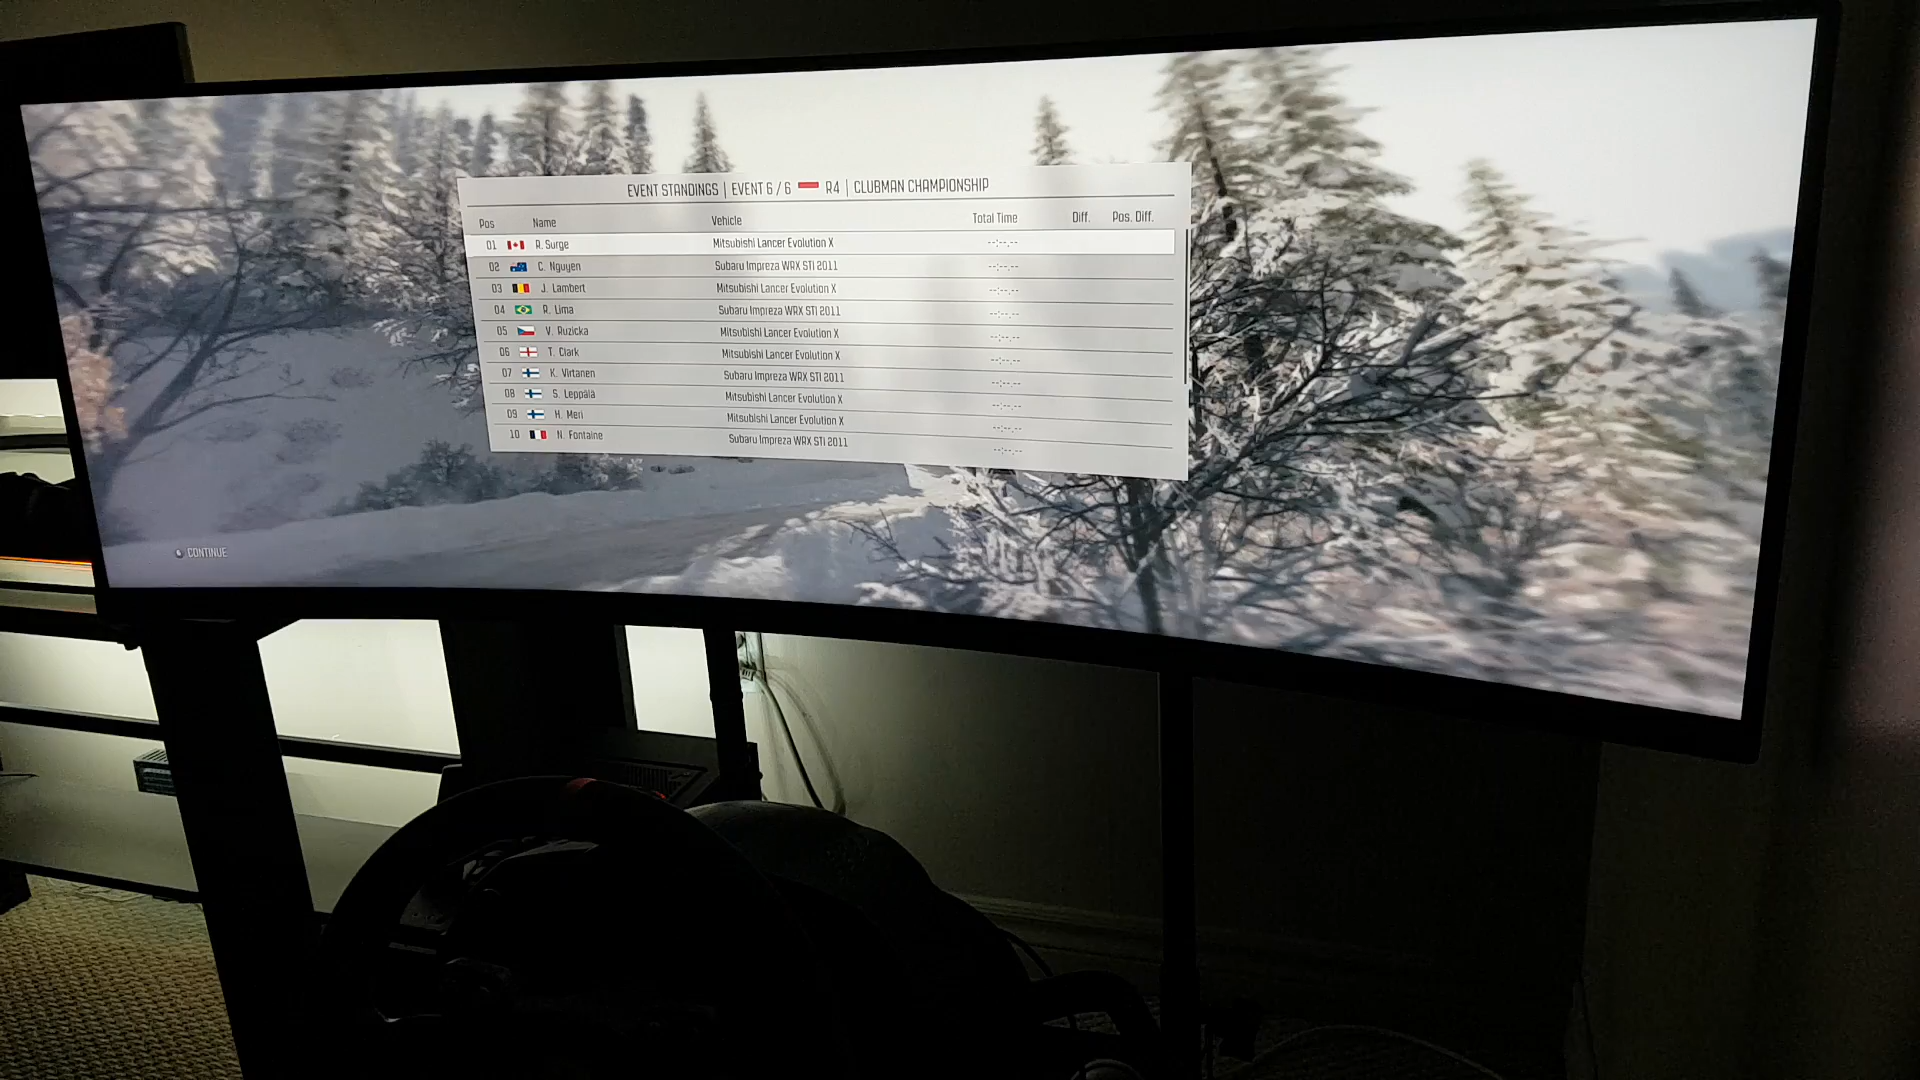 EVENT STANDINGS | EVENT 6 / 6 R4 | CLUBMAN CHAMPIONSHIP
Pos Name Vehicle Total Time Diff. Pos. Diff.
01 R. Surge Mitsubishi Lancer Evolution X --:--.--
02 C. Nguyen Subaru Impreza WRX STI 2011 --:--.--
03 J. Lambert Mitsubishi Lancer Evolution X --:--.--
04 R. Lima Subaru Impreza WRX STI 2011 --:--.--
05 V. Ruzicka Mitsubishi Lancer Evolution X --:--.--
06 T. Clark Mitsubishi Lancer Evolution X --:--.--
07 K. Virtanen Subaru Impreza WRX STI 2011 --:--.--
08 S. Leppälä Mitsubishi Lancer Evolution X --:--.--
09 H. Meri Mitsubishi Lancer Evolution X --:--.--
10 N. Fontaine Subaru Impreza WRX STI 2011 --:--.--
CONTINUE